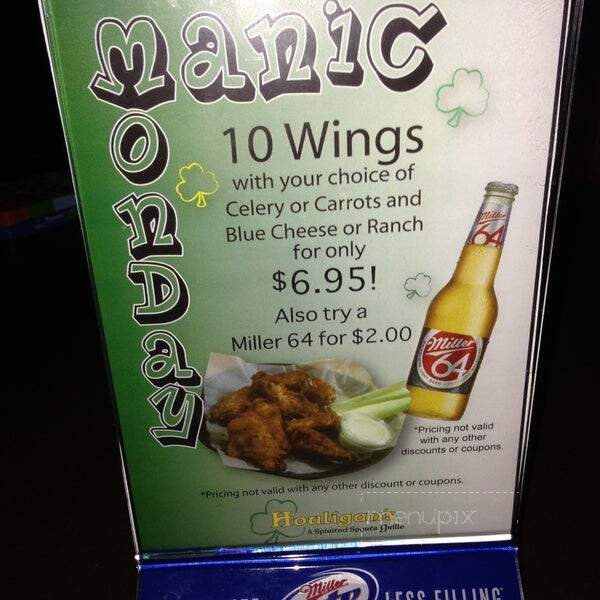 Manic
Monday
10 Wings
with your choice of
Celery or Carrots and
Blue Cheese or Ranch
for only
$6.95!
Also try a
Miller 64 for $2.00
Miller
64
Miller
64
*Pricing not valid
with any other
discounts or coupons.
*Pricing not valid with any other discount or coupons.
Houligan's
A Spirited Sports Grille
menupix
Miller
LESS FILLING